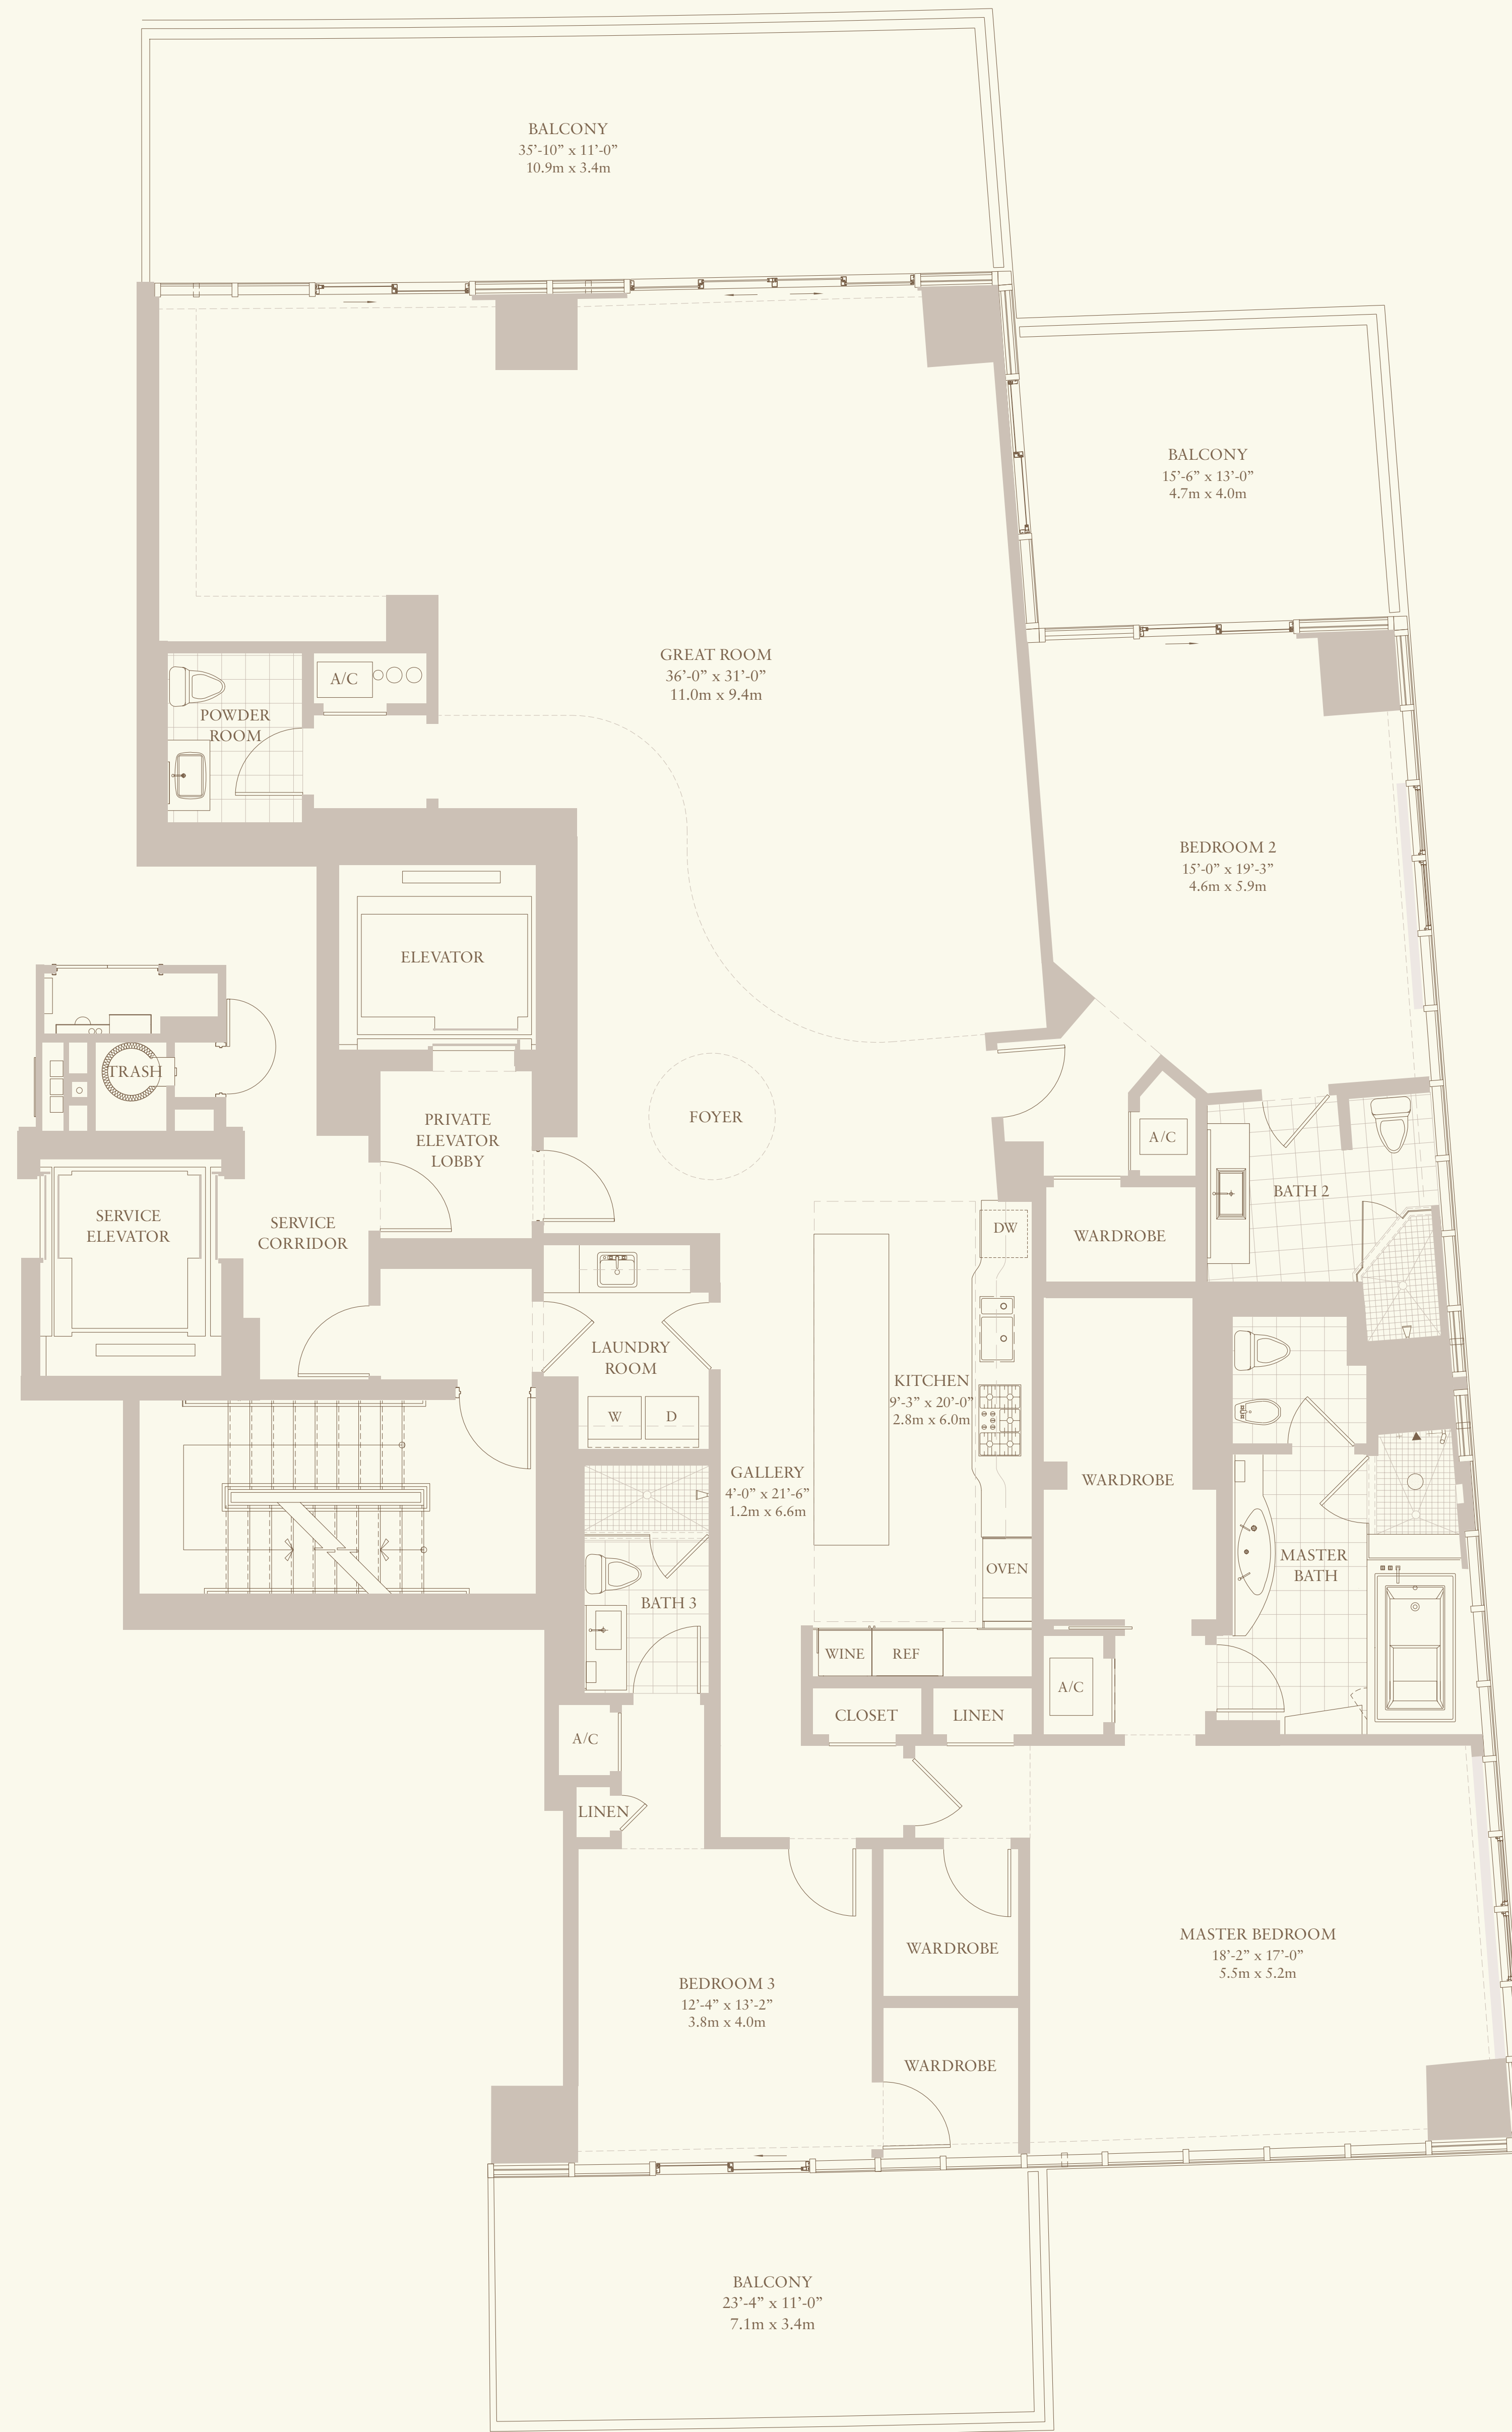 BALCONY
35’-10” x 11’-0”
10.9m x 3.4m
BALCONY
15’-6” x 13’-0”
4.7m x 4.0m
GREAT ROOM
36’-0” x 31’-0”
11.0m x 9.4m
A/C
POWDER
ROOM
BEDROOM 2
15’-0” x 19’-3”
4.6m x 5.9m
ELEVATOR
TRASH
PRIVATE
ELEVATOR
LOBBY
FOYER
A/C
BATH 2
SERVICE
ELEVATOR
SERVICE
CORRIDOR
DW
WARDROBE
LAUNDRY
ROOM
W
D
KITCHEN
9’-3” x 20’-0”
2.8m x 6.0m
GALLERY
4’-0” x 21’-6”
1.2m x 6.6m
WARDROBE
OVEN
MASTER
BATH
BATH 3
WINE
REF
A/C
CLOSET
LINEN
A/C
LINEN
WARDROBE
MASTER BEDROOM
18’-2” x 17’-0”
5.5m x 5.2m
BEDROOM 3
12’-4” x 13’-2”
3.8m x 4.0m
WARDROBE
BALCONY
23’-4” x 11’-0”
7.1m x 3.4m